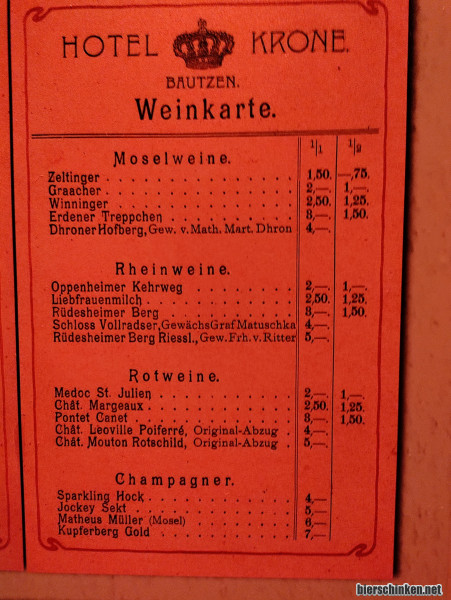 HOTEL KRONE.
BAUTZEN.
Weinkarte.
1/1 1/2
Moselweine.
Zeltinger . . . . . . . . . . . . 1,50. —,75.
Graacher . . . . . . . . . . . . 2,—. 1,—.
Winninger . . . . . . . . . . . 2,50. 1,25.
Erdener Treppchen . . . . . . . . 3,—. 1,50.
Dhroner Hofberg, Gew. v. Math. Mart. Dhron 4,—.
Rheinweine.
Oppenheimer Kehrweg . . . . . . . 2,—. 1,—.
Liebfrauenmilch . . . . . . . . . . 2,50. 1,25.
Rüdesheimer Berg . . . . . . . . . 3,—. 1,50.
Schloss Vollradser, Gewächs Graf Matuschka 4,—.
Rüdesheimer Berg Riessl., Gew. Frh. v. Ritter 5,—.
Rotweine.
Medoc St. Julien . . . . . . . . . 2,—. 1,—.
Chât. Margeaux . . . . . . . . . . 2,50. 1,25.
Pontet Canet . . . . . . . . . . . 3,—. 1,50.
Chât. Leoville Poiferré, Original-Abzug . 4,—.
Chât. Mouton Rotschild, Original-Abzug . 5,—.
Champagner.
Sparkling Hock . . . . . . . . . . 4,—
Jockey Sekt . . . . . . . . . . . 5,—
Matheus Müller (Mosel) . . . . . . . 6,—
Kupferberg Gold . . . . . . . . . . 7,—
bierschinken.net